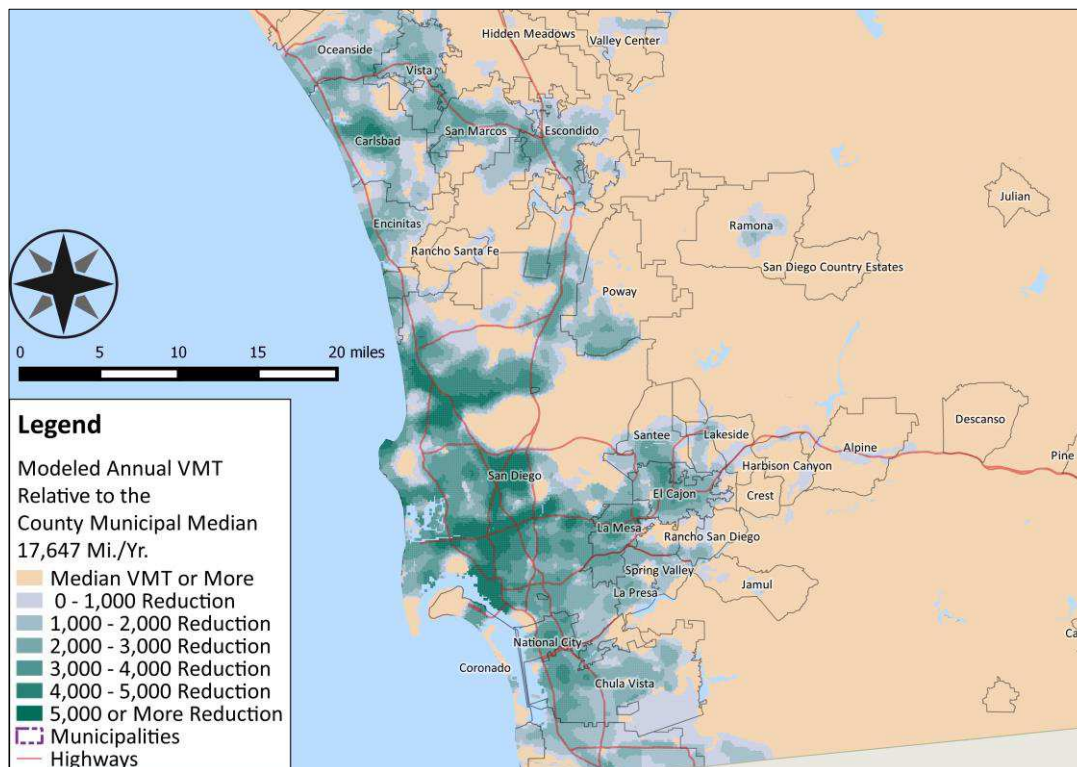 Hidden Meadows
Valley Center
Oceanside
Vista
San Marcos
Escondido
Carlsbad
Julian
Encinitas
Ramona
Rancho Santa Fe
San Diego Country Estates
Poway
0 5 10 15 20 miles
Descanso
Santee
Lakeside
Alpine
Pine
Harbison Canyon
San Diego
El Cajon
Crest
La Mesa
Rancho San Diego
Spring Valley
Jamul
La Presa
Ca
National City
Coronado
Chula Vista
Legend
Modeled Annual VMT
Relative to the
County Municipal Median
17,647 Mi./Yr.
Median VMT or More
0 - 1,000 Reduction
1,000 - 2,000 Reduction
2,000 - 3,000 Reduction
3,000 - 4,000 Reduction
4,000 - 5,000 Reduction
5,000 or More Reduction
Municipalities
Highways